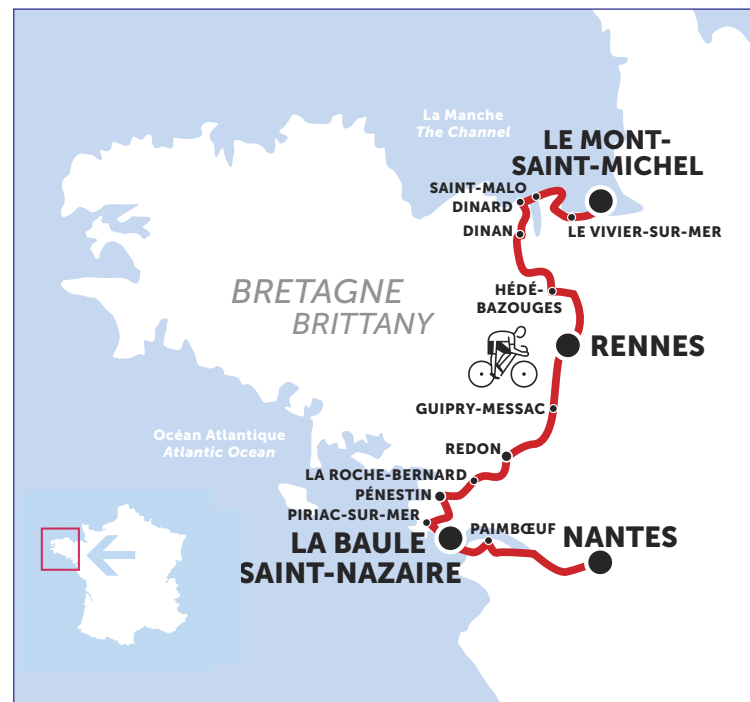 La Manche
The Channel
LE MONT-
SAINT-MICHEL
SAINT-MALO
DINARD
DINAN
LE VIVIER-SUR-MER
HÉDÉ-
BAZOUGES
BRETAGNE
BRITTANY
RENNES
GUIPRY-MESSAC
Océan Atlantique
Atlantic Ocean
REDON
LA ROCHE-BERNARD
PÉNESTIN
PIRIAC-SUR-MER
PAIMBŒUF
NANTES
LA BAULE
SAINT-NAZAIRE